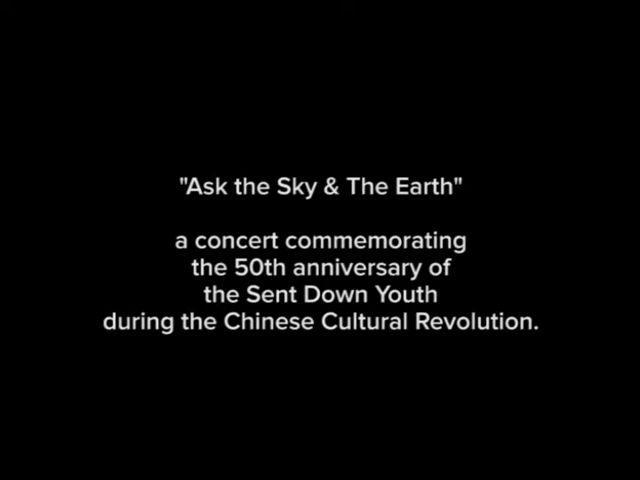 "Ask the Sky & The Earth"
a concert commemorating
the 50th anniversary of
the Sent Down Youth
during the Chinese Cultural Revolution.